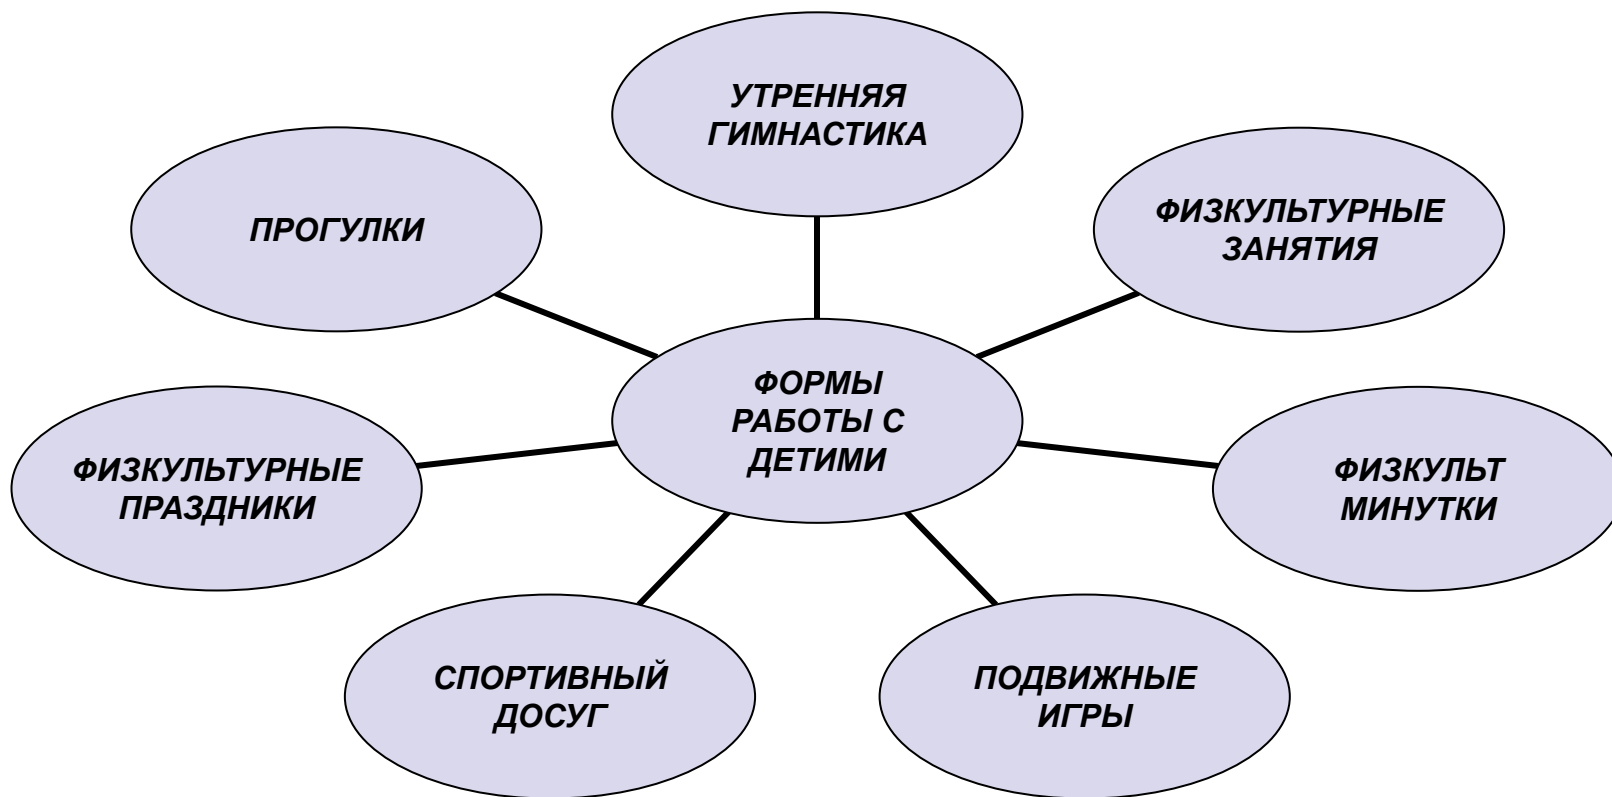 УТРЕННЯЯ
ГИМНАСТИКА
ПРОГУЛКИ
ФИЗКУЛЬТУРНЫЕ
ЗАНЯТИЯ
ФОРМЫ
РАБОТЫ С
ДЕТИМИ
ФИЗКУЛЬТУРНЫЕ
ПРАЗДНИКИ
ФИЗКУЛЬТ
МИНУТКИ
СПОРТИВНЫЙ
ДОСУГ
ПОДВИЖНЫЕ
ИГРЫ